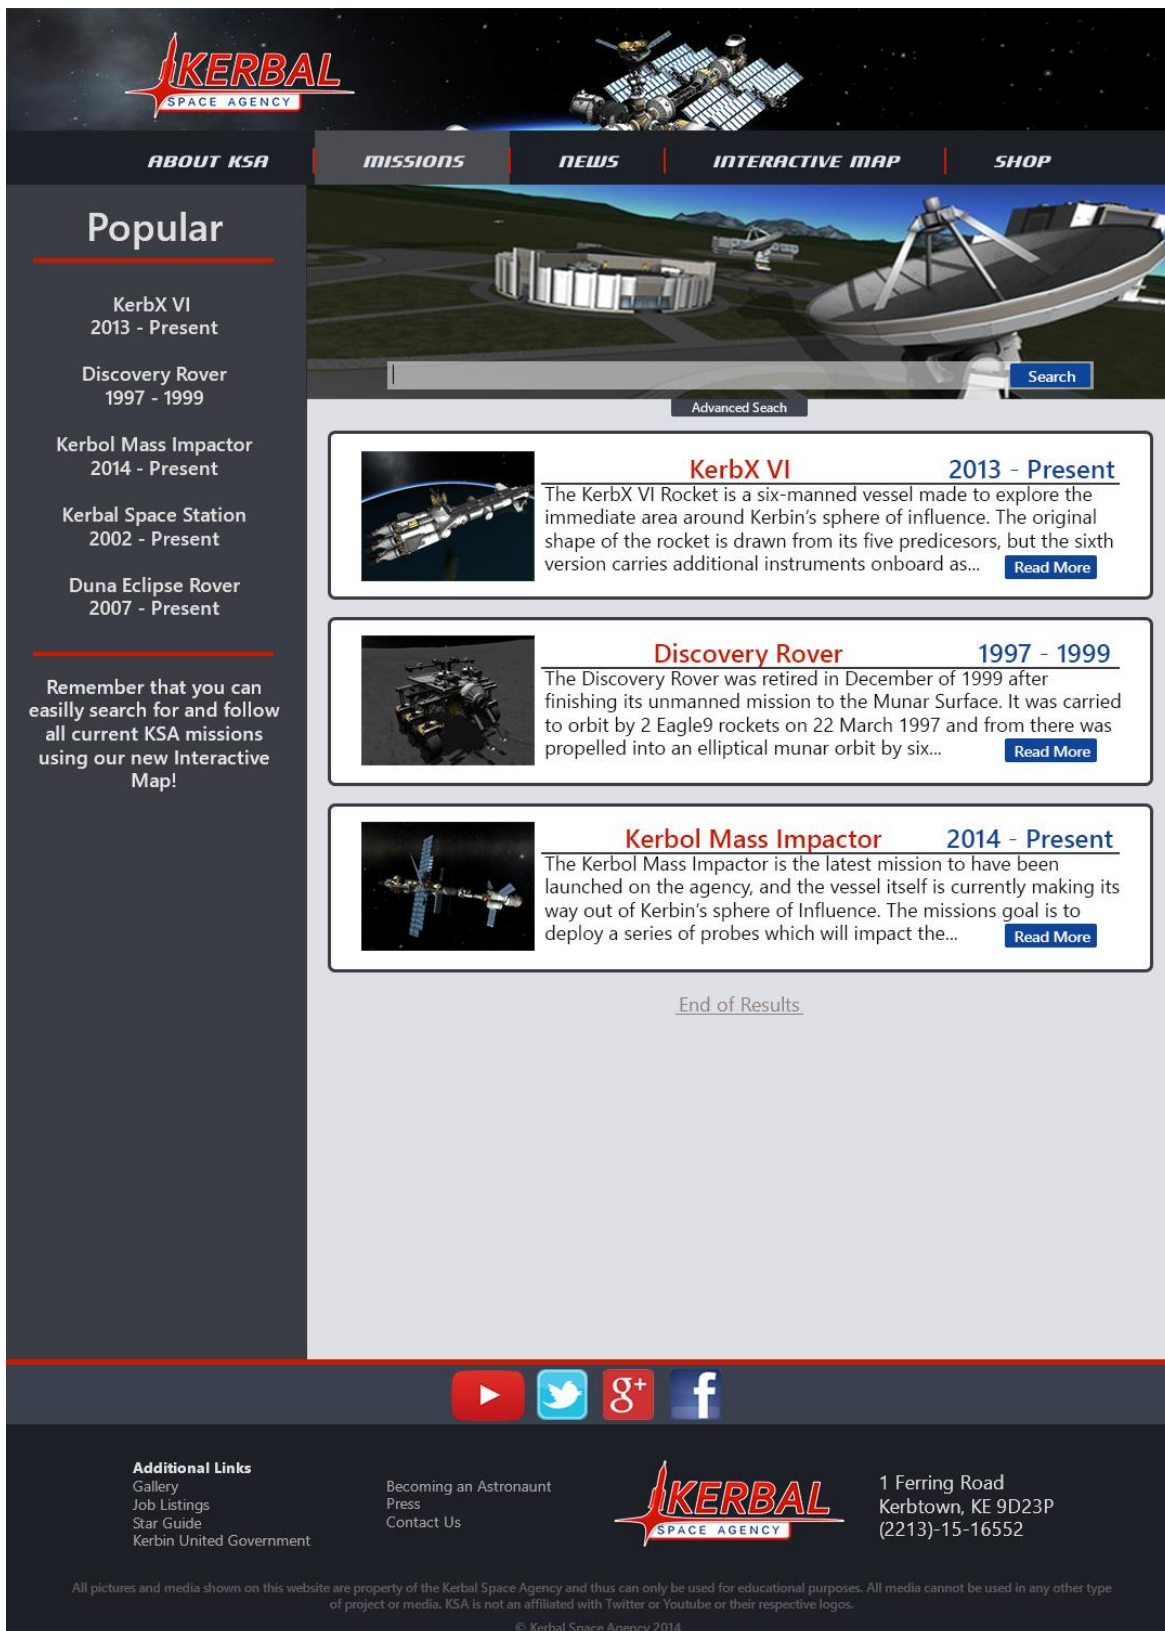 KERBAL
SPACE AGENCY
ABOUT KSA
MISSIONS
NEWS
INTERACTIVE MAP
SHOP
Popular
KerbX VI
2013 - Present
Discovery Rover
1997 - 1999
Kerbol Mass Impactor
2014 - Present
Kerbal Space Station
2002 - Present
Duna Eclipse Rover
2007 - Present
Remember that you can
easilly search for and follow
all current KSA missions
using our new Interactive
Map!
Search
Advanced Seach
KerbX VI 2013 - Present
The KerbX VI Rocket is a six-manned vessel made to explore the
immediate area around Kerbin's sphere of influence. The original
shape of the rocket is drawn from its five predicesors, but the sixth
version carries additional instruments onboard as...
Read More
Discovery Rover 1997 - 1999
The Discovery Rover was retired in December of 1999 after
finishing its unmanned mission to the Munar Surface. It was carried
to orbit by 2 Eagle9 rockets on 22 March 1997 and from there was
propelled into an elliptical munar orbit by six...
Read More
Kerbol Mass Impactor 2014 - Present
The Kerbol Mass Impactor is the latest mission to have been
launched on the agency, and the vessel itself is currently making its
way out of Kerbin's sphere of Influence. The missions goal is to
deploy a series of probes which will impact the...
Read More
End of Results
g+
f
Additional Links
Gallery
Job Listings
Star Guide
Kerbin United Government
Becoming an Astronaunt
Press
Contact Us
KERBAL
SPACE AGENCY
1 Ferring Road
Kerbtown, KE 9D23P
(2213)-15-16552
All pictures and media shown on this website are property of the Kerbal Space Agency and thus can only be used for educational purposes. All media cannot be used in any other type
of project or media. KSA is not an affiliated with Twitter or Youtube or their respective logos.
© Kerbal Space Agency 2014